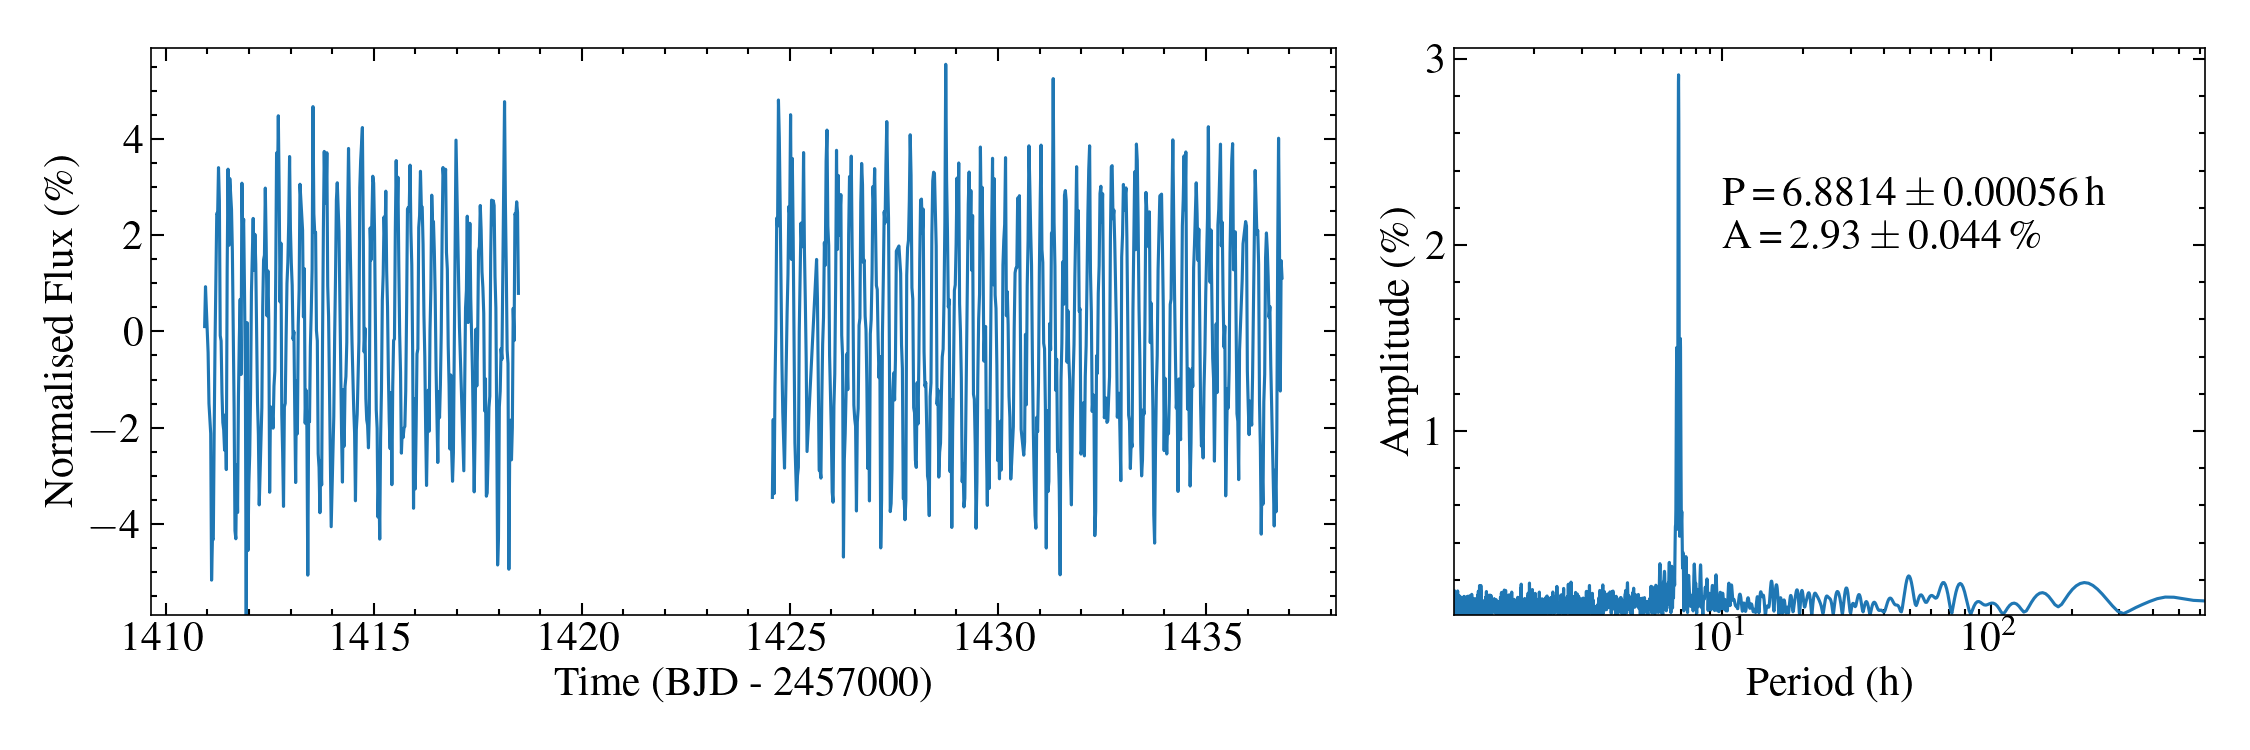 Normalised Flux (%)
4
2
0
−2
−4
1410 1415 1420 1425 1430 1435
Time (BJD - 2457000)
Amplitude (%)
3
2
1
P = 6.8814 ± 0.00056 h
A = 2.93 ± 0.044 %
10¹ 10²
Period (h)